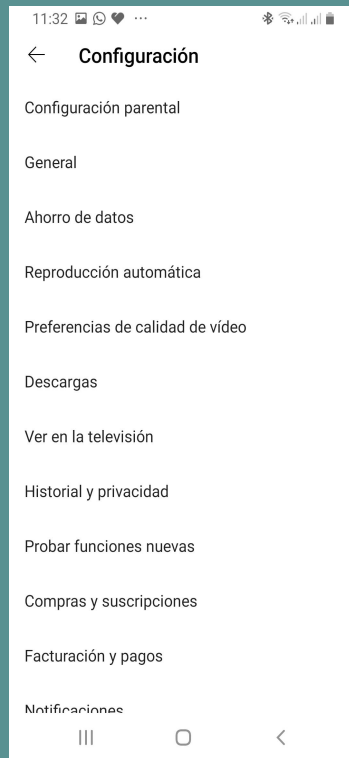 11:32
Configuración
Configuración parental
General
Ahorro de datos
Reproducción automática
Preferencias de calidad de vídeo
Descargas
Ver en la televisión
Historial y privacidad
Probar funciones nuevas
Compras y suscripciones
Facturación y pagos
Notificaciones